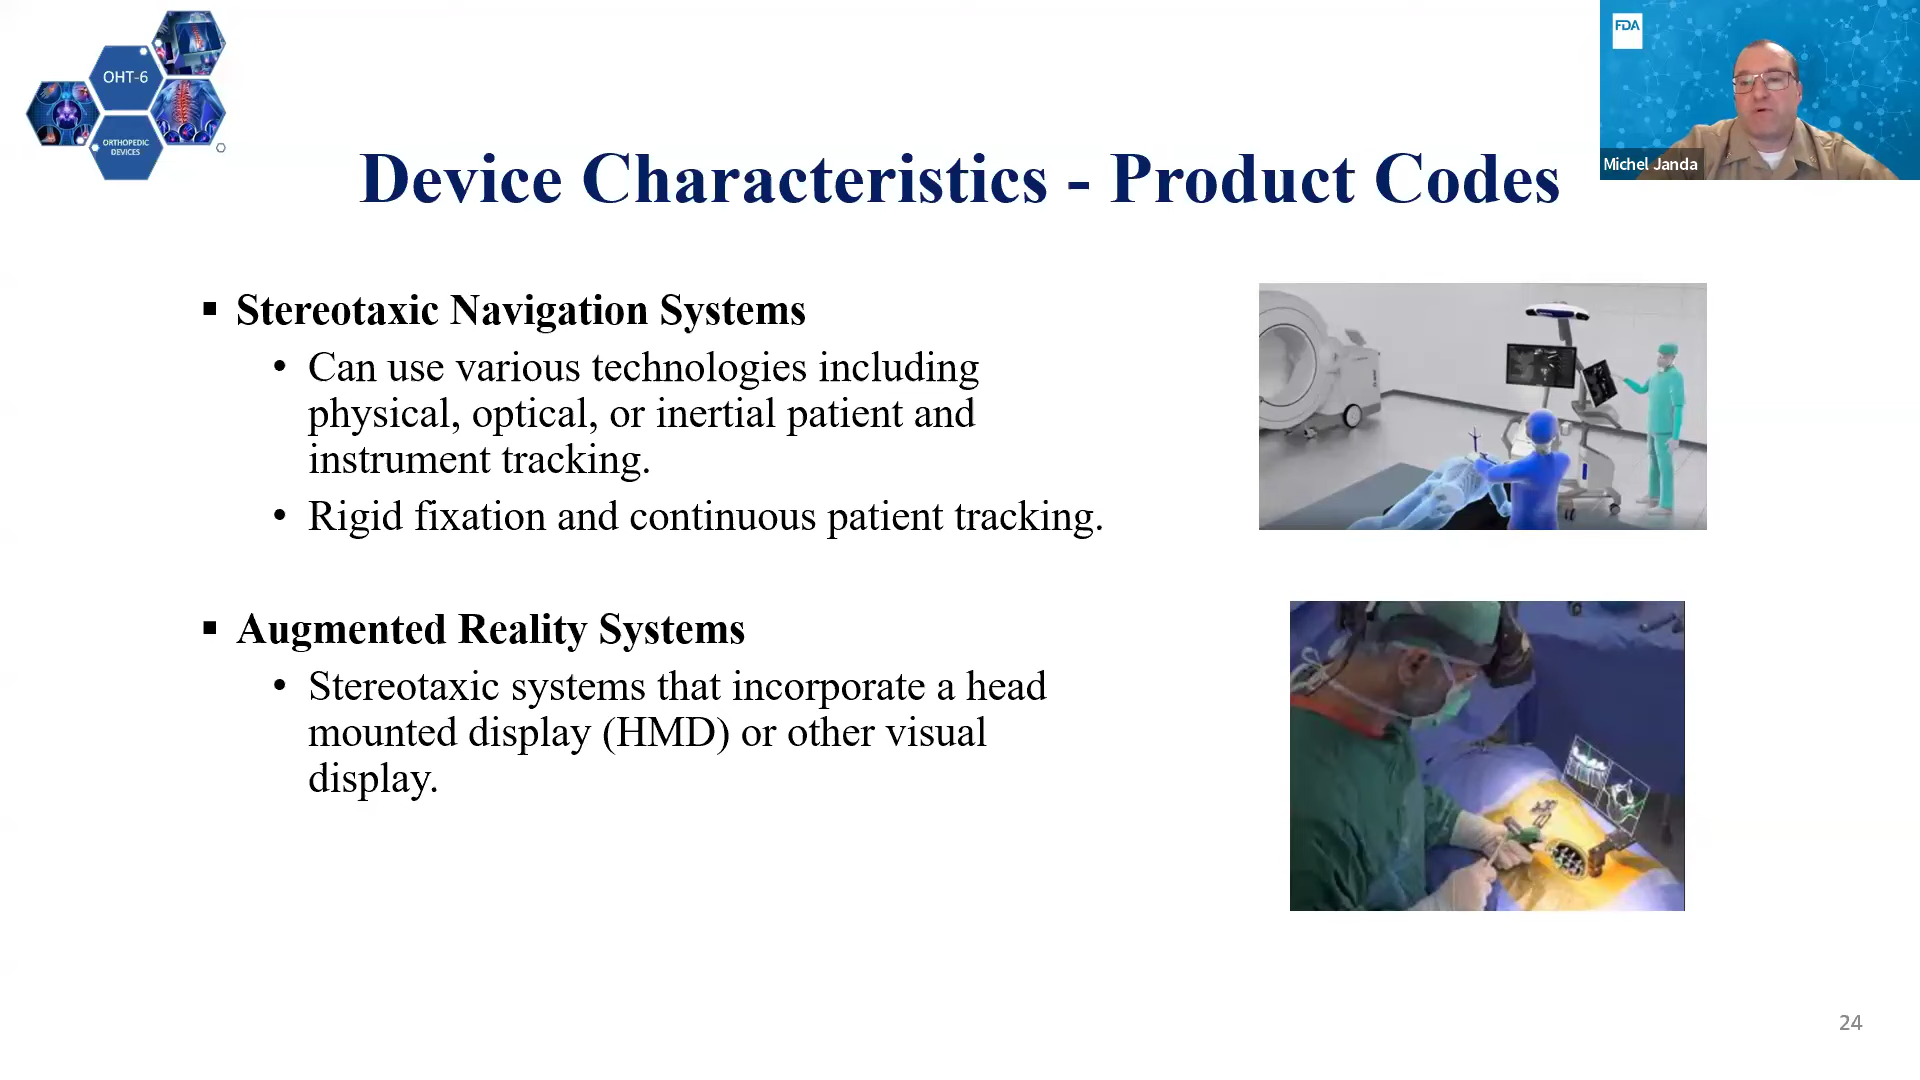 OHT-6
ORTHOPEDIC
DEVICES
FDA
Michel Janda
Device Characteristics - Product Codes
▪ Stereotaxic Navigation Systems
• Can use various technologies including
physical, optical, or inertial patient and
instrument tracking.
• Rigid fixation and continuous patient tracking.
▪ Augmented Reality Systems
• Stereotaxic systems that incorporate a head
mounted display (HMD) or other visual
display.
24